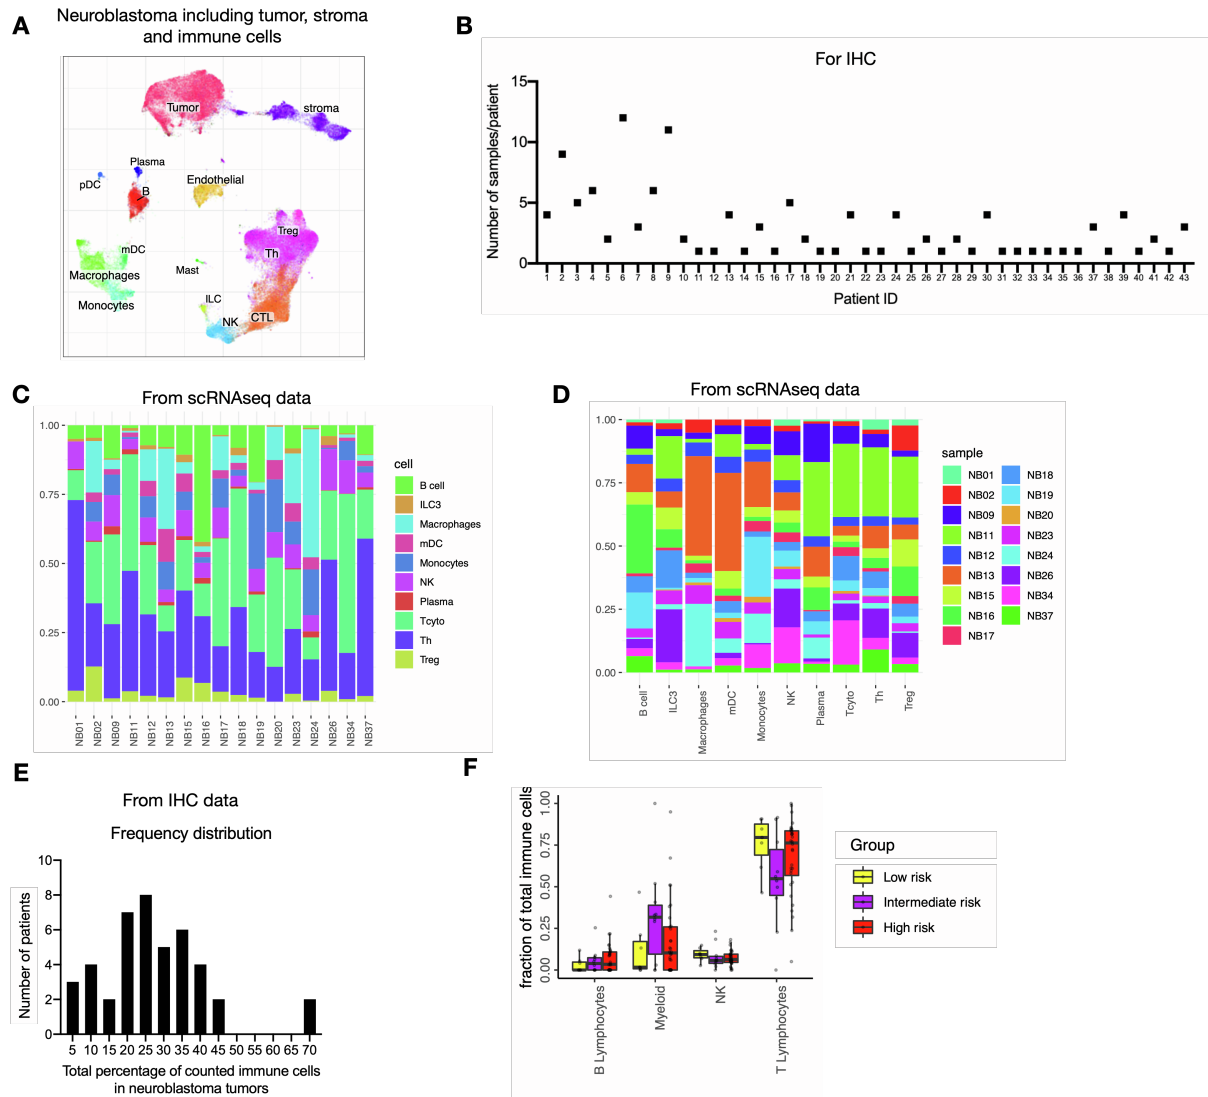 A
Neuroblastoma including tumor, stroma
and immune cells
Tumor
stroma
Plasma
pDC
B
Endothelial
Treg
Th
mDC
Macrophages
Mast
Monocytes
ILC
NK
CTL
B
For IHC
Number of samples/patient
15
10
5
0
1 2 3 4 5 6 7 8 9 10 11 12 13 14 15 16 17 18 19 20 21 22 23 24 25 26 27 28 29 30 31 32 33 34 35 36 37 38 39 40 41 42 43
Patient ID
C
From scRNAseq data
1.00
0.75
0.50
0.25
0.00
NB01 NB02 NB09 NB11 NB12 NB13 NB15 NB16 NB17 NB18 NB19 NB20 NB23 NB24 NB26 NB34 NB37
cell
B cell
ILC3
Macrophages
mDC
Monocytes
NK
Plasma
Tcyto
Th
Treg
D
From scRNAseq data
1.00
0.75
0.50
0.25
0.00
B cell ILC3 Macrophages mDC Monocytes NK Plasma Tcyto Th Treg
sample
NB01 NB18
NB02 NB19
NB09 NB20
NB11 NB23
NB12 NB24
NB13 NB26
NB15 NB34
NB16 NB37
NB17
E
From IHC data
Frequency distribution
Number of patients
10
8
6
4
2
0
5 10 15 20 25 30 35 40 45 50 55 60 65 70
Total percentage of counted immune cells
in neuroblastoma tumors
F
fraction of total immune cells
1.00
0.75
0.50
0.25
0.00
B Lymphocytes Myeloid NK T Lymphocytes
Group
Low risk
Intermediate risk
High risk